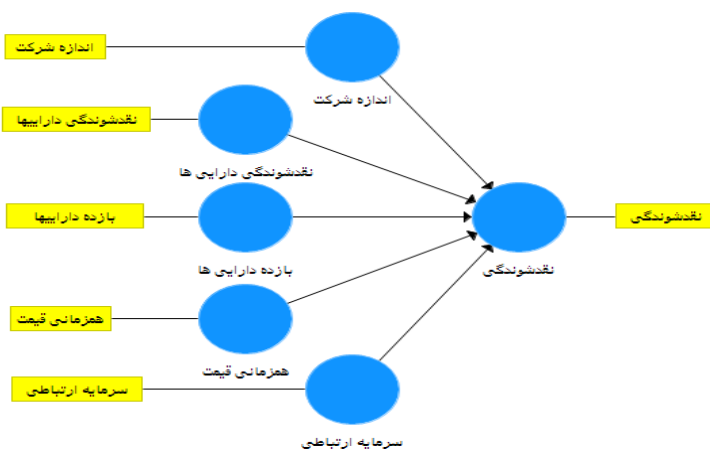 اندازه شرکت
اندازه شرکت
نقدشوندگی داراییها
نقدشوندگی دارایی ها
بازده داراییها
بازده دارایی ها
نقدشوندگی
نقدشوندگی
همزمانی قیمت
همزمانی قیمت
سرمایه ارتباطی
سرمایه ارتباطی